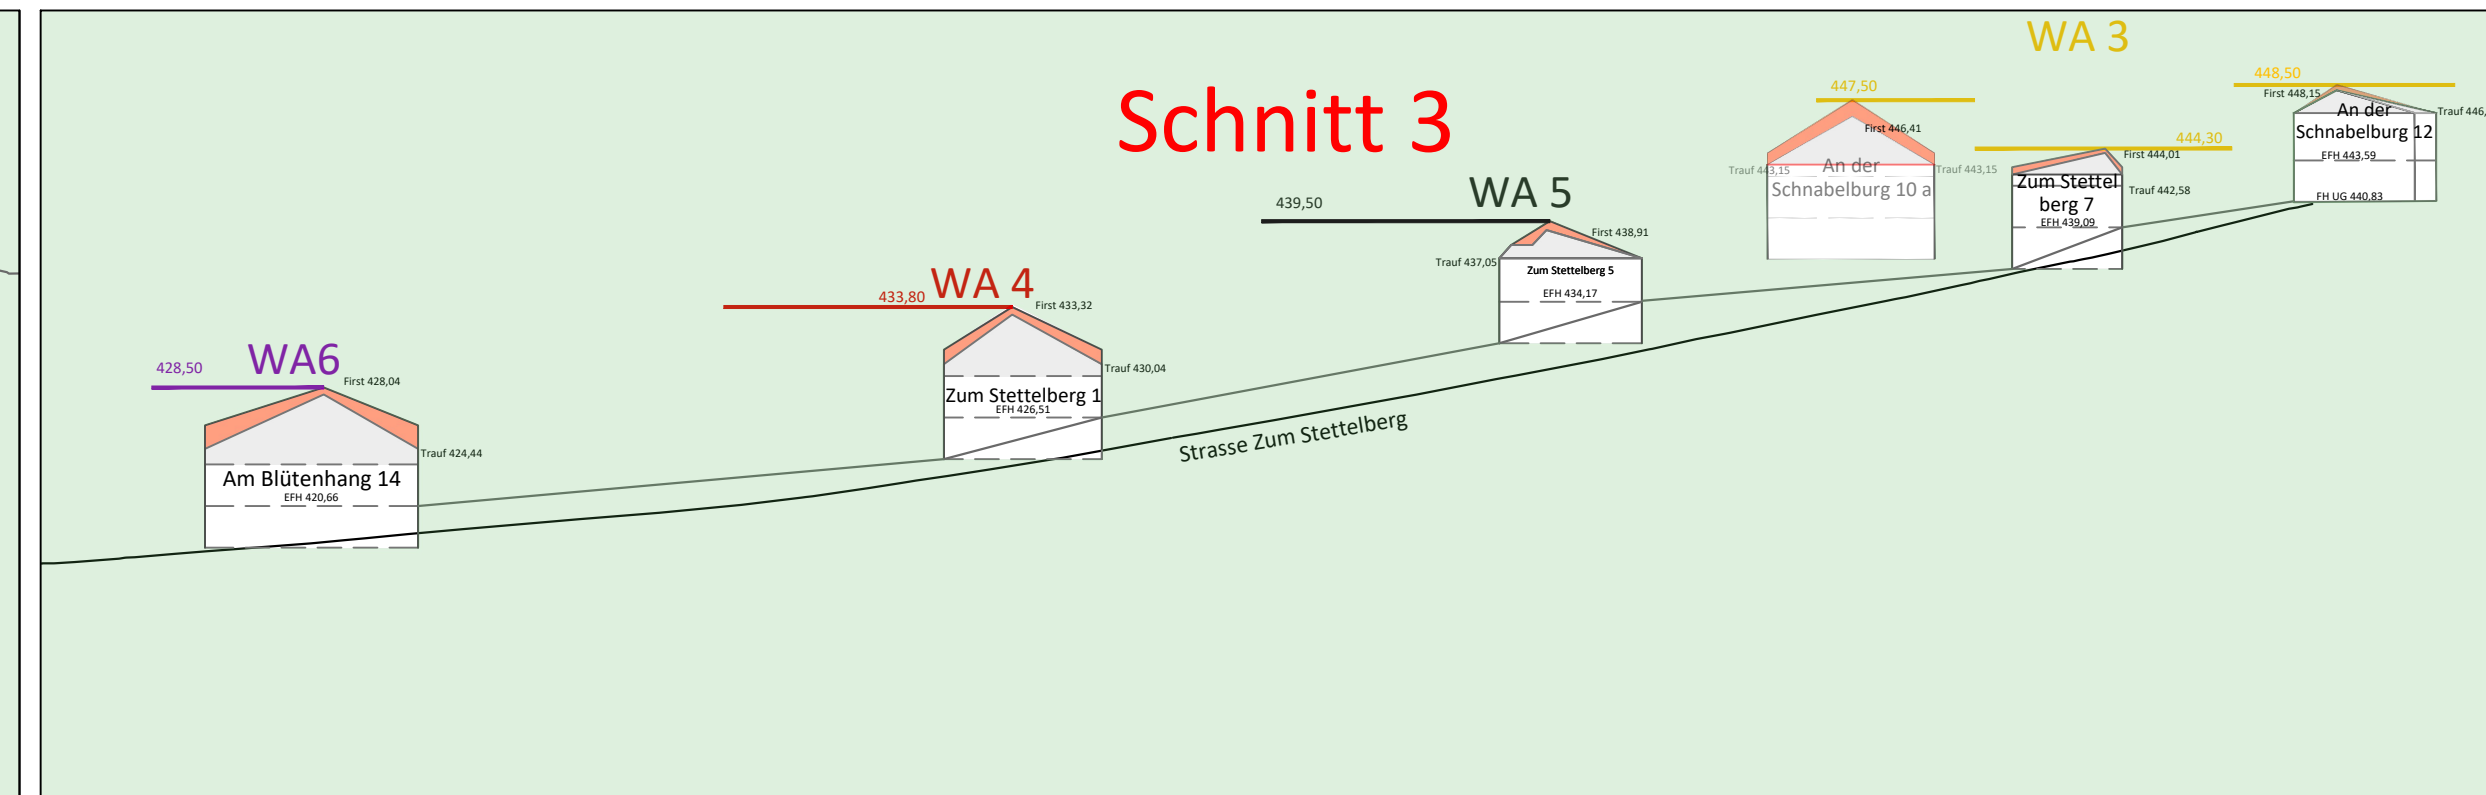 Schnitt 3
WA6
428,50
First 428,04
Trauf 424,44
Am Blütenhang 14
EFH 420,66
WA 4
433,80
First 433,32
Trauf 430,04
Zum Stettelberg 1
EFH 426,51
Strasse Zum Stettelberg
WA 5
439,50
First 438,91
Trauf 437,05
Zum Stettelberg 5
EFH 434,17
WA 3
447,50
First 446,41
Trauf 443,15
Trauf 443,15
An der
Schnabelburg 10 a
444,30
First 444,01
Trauf 442,58
Zum Stettel
berg 7
EFH 439,09
448,50
First 448,15
Trauf 446,
An der
Schnabelburg 12
EFH 443,59
FH UG 440,83